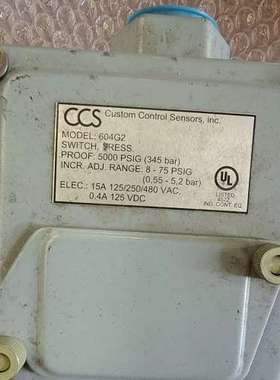 CCS Custom Control Sensors, inc.
MODEL: 604G2
SWITCH, PRESS.
PROOF: 5000 PSIG (345 bar)
INCR. ADJ. RANGE: 8 - 75 PSIG
(0,55 - 5,2 bar)
ELEC.: 15A 125/250/480 VAC,
0.4A 125 VDC
UL
LISTED
IND. CONT. EQ.